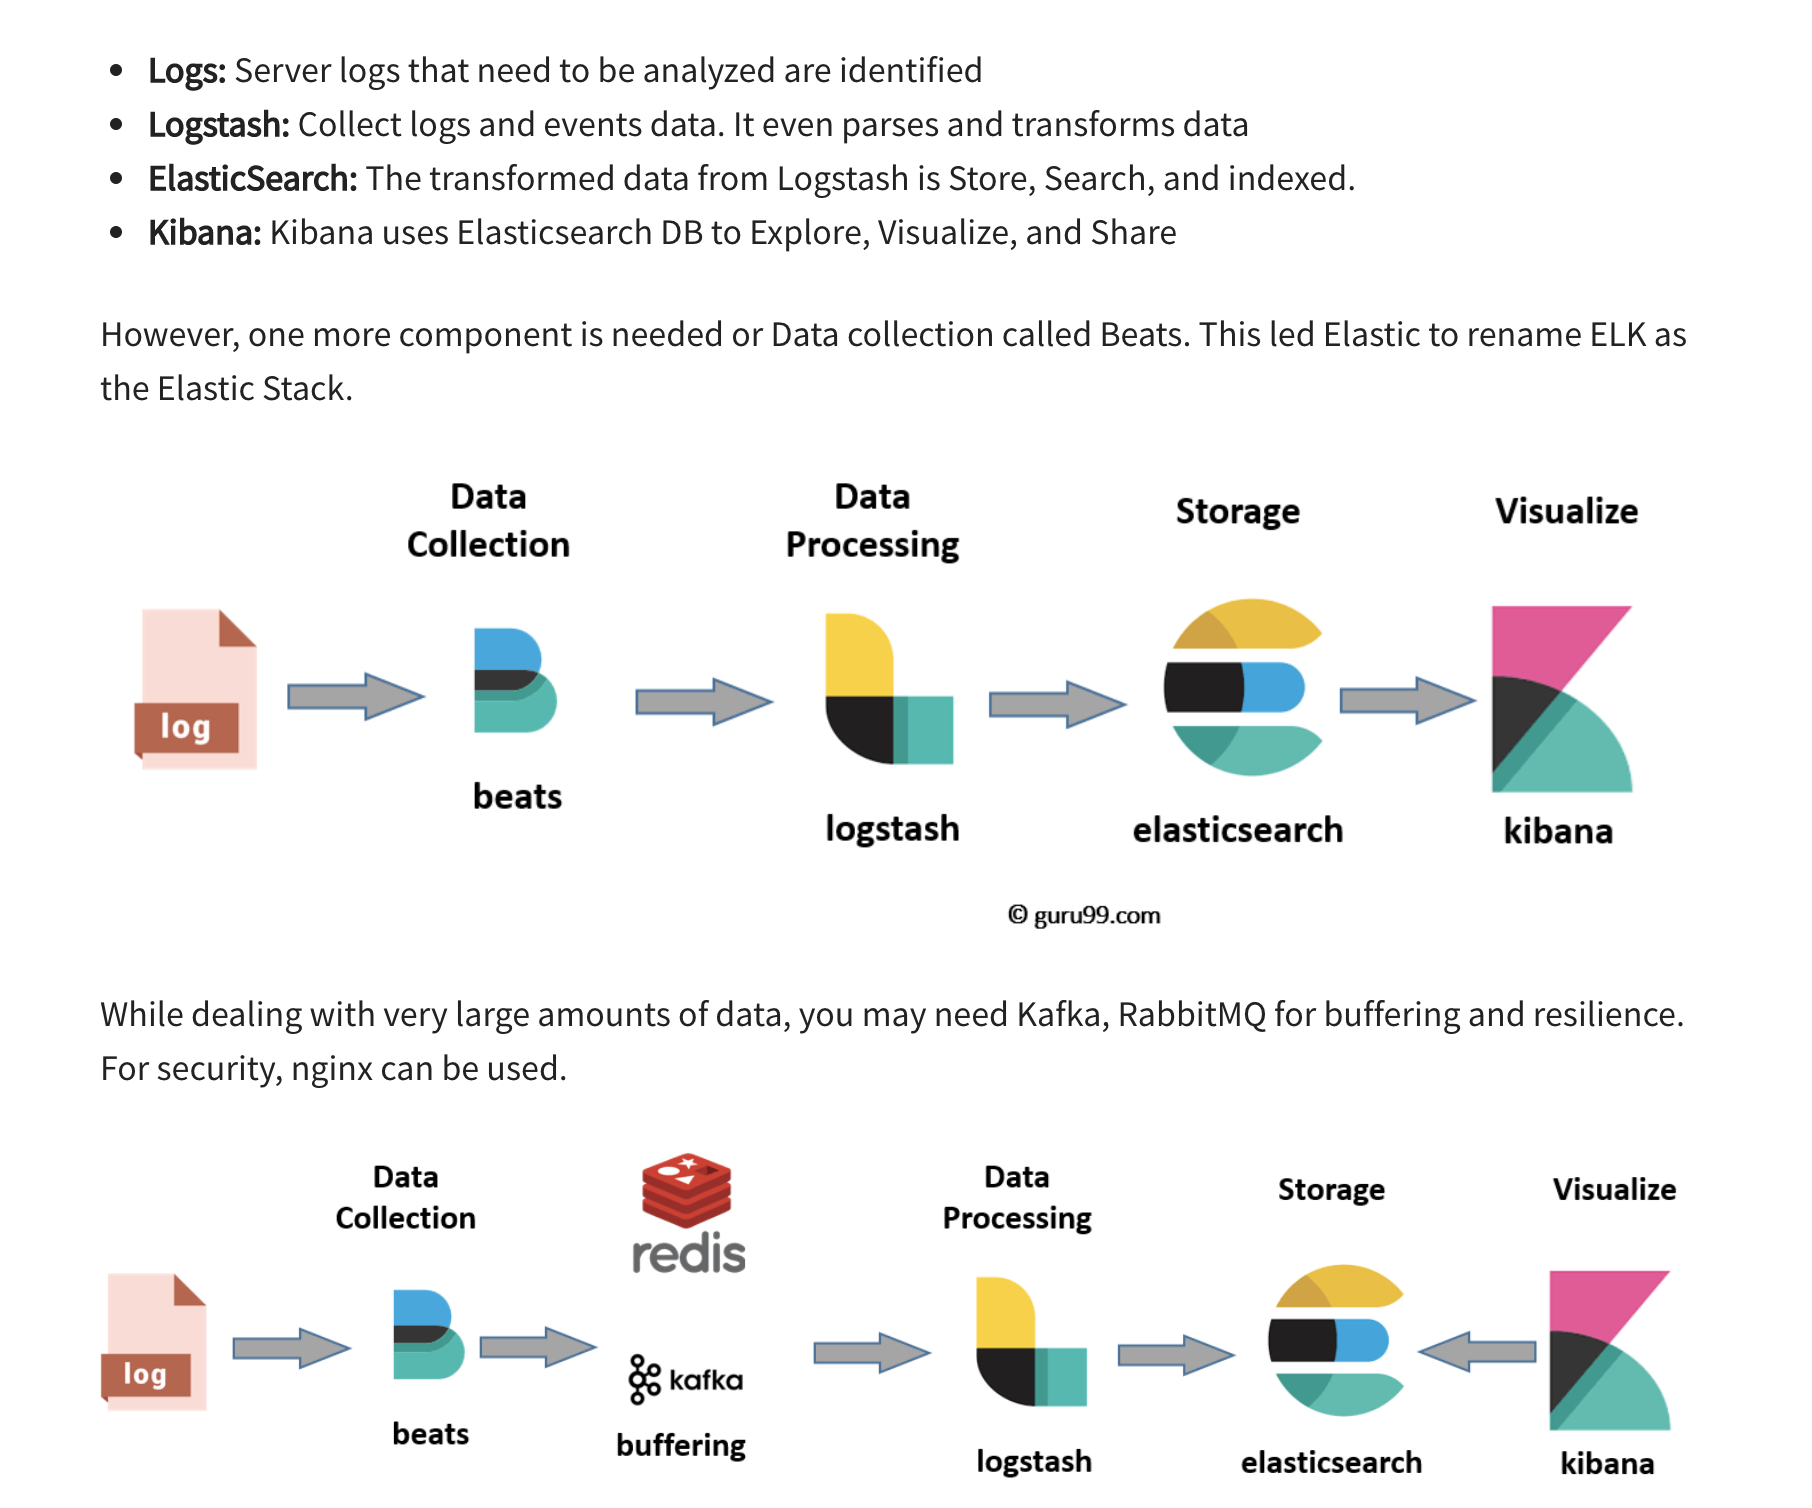 • Logs: Server logs that need to be analyzed are identified
• Logstash: Collect logs and events data. It even parses and transforms data
• ElasticSearch: The transformed data from Logstash is Store, Search, and indexed.
• Kibana: Kibana uses Elasticsearch DB to Explore, Visualize, and Share
However, one more component is needed or Data collection called Beats. This led Elastic to rename ELK as
the Elastic Stack.
Data
Collection
Data
Processing
Storage
Visualize
log
beats
logstash
elasticsearch
kibana
© guru99.com
While dealing with very large amounts of data, you may need Kafka, RabbitMQ for buffering and resilience.
For security, nginx can be used.
Data
Collection
redis
Data
Processing
Storage
Visualize
log
beats
kafka
buffering
logstash
elasticsearch
kibana